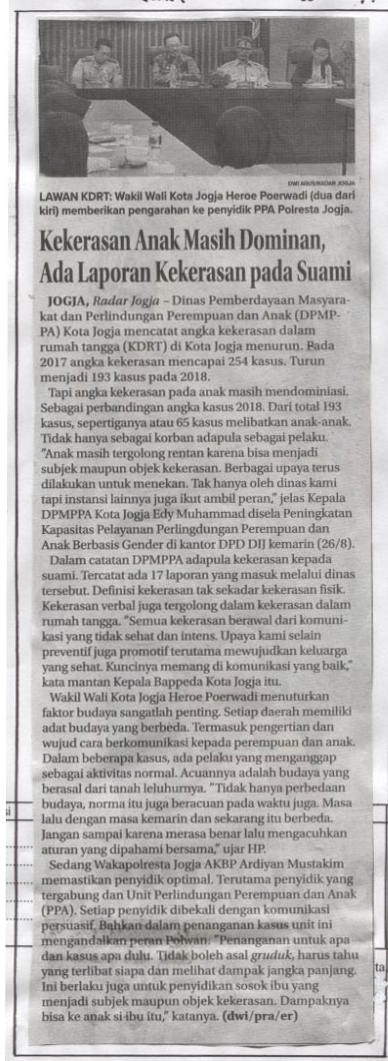 DWI AGUS/RADAR JOGJA
LAWAN KDRT: Wakil Wali Kota Jogja Heroe Poerwadi (dua dari
kiri) memberikan pengarahan ke penyidik PPA Polresta Jogja.
Kekerasan Anak Masih Dominan,
Ada Laporan Kekerasan pada Suami
JOGJA, Radar Jogja – Dinas Pemberdayaan Masyara-
kat dan Perlindungan Perempuan dan Anak (DPMP-
PA) Kota Jogja mencatat angka kekerasan dalam
rumah tangga (KDRT) di Kota Jogja menurun. Pada
2017 angka kekerasan mencapai 254 kasus. Turun
menjadi 193 kasus pada 2018.
Tapi angka kekerasan pada anak masih mendominiasi.
Sebagai perbandingan angka kasus 2018. Dari total 193
kasus, sepertiganya atau 65 kasus melibatkan anak-anak.
Tidak hanya sebagai korban adapula sebagai pelaku.
"Anak masih tergolong rentan karena bisa menjadi
subjek maupun objek kekerasan. Berbagai upaya terus
dilakukan untuk menekan. Tak hanya oleh dinas kami
tapi instansi lainnya juga ikut ambil peran," jelas Kepala
DPMPPA Kota Jogja Edy Muhammad disela Peningkatan
Kapasitas Pelayanan Perlingdungan Perempuan dan
Anak Berbasis Gender di kantor DPD DIJ kemarin (26/8).
Dalam catatan DPMPPA adapula kekerasan kepada
suami. Tercatat ada 17 laporan yang masuk melalui dinas
tersebut. Definisi kekerasan tak sekadar kekerasan fisik.
Kekerasan verbal juga tergolong dalam kekerasan dalam
rumah tangga. "Semua kekerasan berawal dari komuni-
kasi yang tidak sehat dan intens. Upaya kami selain
preventif juga promotif terutama mewujudkan keluarga
yang sehat. Kuncinya memang di komunikasi yang baik,"
kata mantan Kepala Bappeda Kota Jogja itu.
Wakil Wali Kota Jogja Heroe Poerwadi menuturkan
faktor budaya sangatlah penting. Setiap daerah memiliki
adat budaya yang berbeda. Termasuk pengertian dan
wujud cara berkomunikasi kepada perempuan dan anak.
Dalam beberapa kasus, ada pelaku yang menganggap
sebagai aktivitas normal. Acuannya adalah budaya yang
berasal dari tanah leluhurnya. "Tidak hanya perbedaan
budaya, norma itu juga beracuan pada waktu juga. Masa
lalu dengan masa kemarin dan sekarang itu berbeda.
Jangan sampai karena merasa benar lalu mengacuhkan
aturan yang dipahami bersama," ujar HP.
Sedang Wakapolresta Jogja AKBP Ardiyan Mustakim
memastikan penyidik optimal. Terutama penyidik yang
tergabung dan Unit Perlindungan Perempuan dan Anak
(PPA). Setiap penyidik dibekali dengan komunikasi
persuasif. Bahkan dalam penanganan kasus unit ini
mengandalkan peran Polwan. "Penanganan untuk apa
dan kasus apa dulu. Tidak boleh asal gruduk, harus tahu
yang terlibat siapa dan melihat dampak jangka panjang.
Ini berlaku juga untuk penyidikan sosok ibu yang
menjadi subjek maupun objek kekerasan. Dampaknya
bisa ke anak si ibu itu," katanya. (dwi/pra/er)